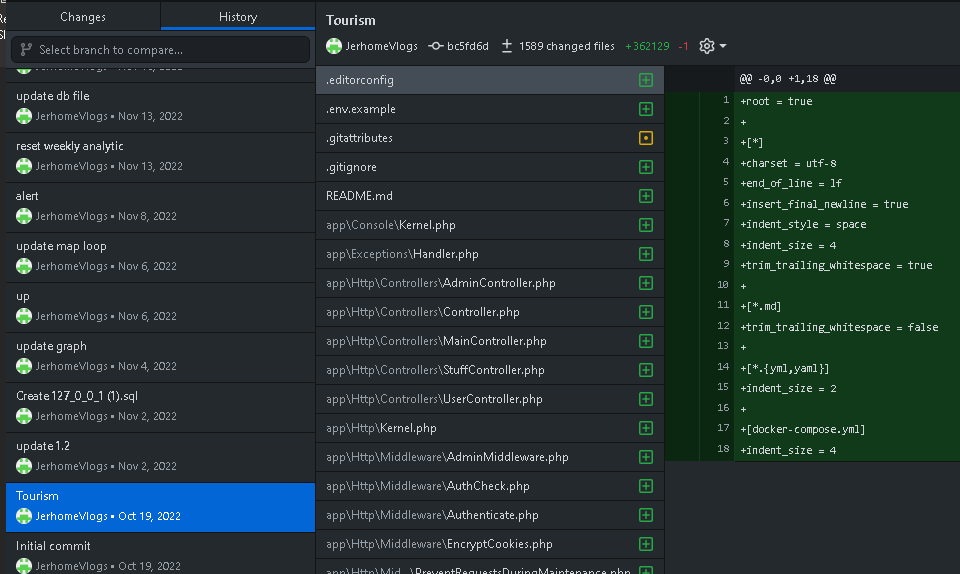 Changes
History
Select branch to compare...
update db file
JerhomeVlogs • Nov 13, 2022
reset weekly analytic
JerhomeVlogs • Nov 13, 2022
alert
JerhomeVlogs • Nov 8, 2022
update map loop
JerhomeVlogs • Nov 6, 2022
up
JerhomeVlogs • Nov 6, 2022
update graph
JerhomeVlogs • Nov 4, 2022
Create 127_0_0_1 (1).sql
JerhomeVlogs • Nov 2, 2022
update 1.2
JerhomeVlogs • Nov 2, 2022
Tourism
JerhomeVlogs • Oct 19, 2022
Initial commit
JerhomeVlogs • Oct 19, 2022
Tourism
JerhomeVlogs bc5fd6d 1589 changed files +362129 -1
.editorconfig
.env.example
.gitattributes
.gitignore
README.md
app\Console\Kernel.php
app\Exceptions\Handler.php
app\Http\Controllers\AdminController.php
app\Http\Controllers\Controller.php
app\Http\Controllers\MainController.php
app\Http\Controllers\StuffController.php
app\Http\Controllers\UserController.php
app\Http\Kernel.php
app\Http\Middleware\AdminMiddleware.php
app\Http\Middleware\AuthCheck.php
app\Http\Middleware\Authenticate.php
app\Http\Middleware\EncryptCookies.php
app\Http\Mid...\PreventRequestsDuringMaintenance.php
@@ -0,0 +1,18 @@
1 +root = true
2 +
3 +[*]
4 +charset = utf-8
5 +end_of_line = lf
6 +insert_final_newline = true
7 +indent_style = space
8 +indent_size = 4
9 +trim_trailing_whitespace = true
10 +
11 +[*.md]
12 +trim_trailing_whitespace = false
13 +
14 +[*.{yml,yaml}]
15 +indent_size = 2
16 +
17 +[docker-compose.yml]
18 +indent_size = 4